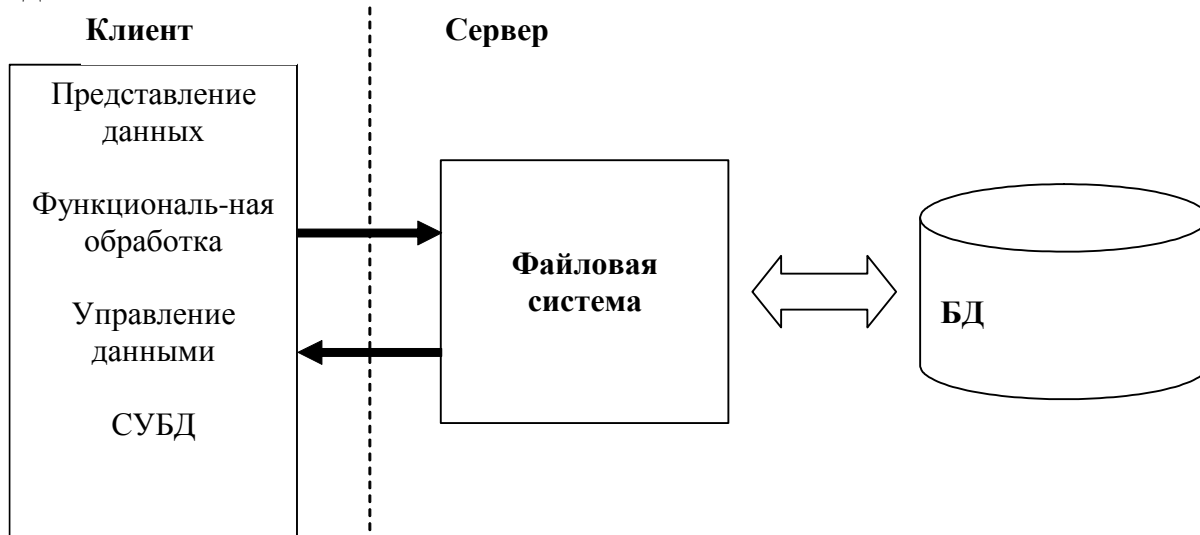 Клиент
Сервер
Представление
данных
Функциональ-ная
обработка
Управление
данными
СУБД
Файловая
система
БД